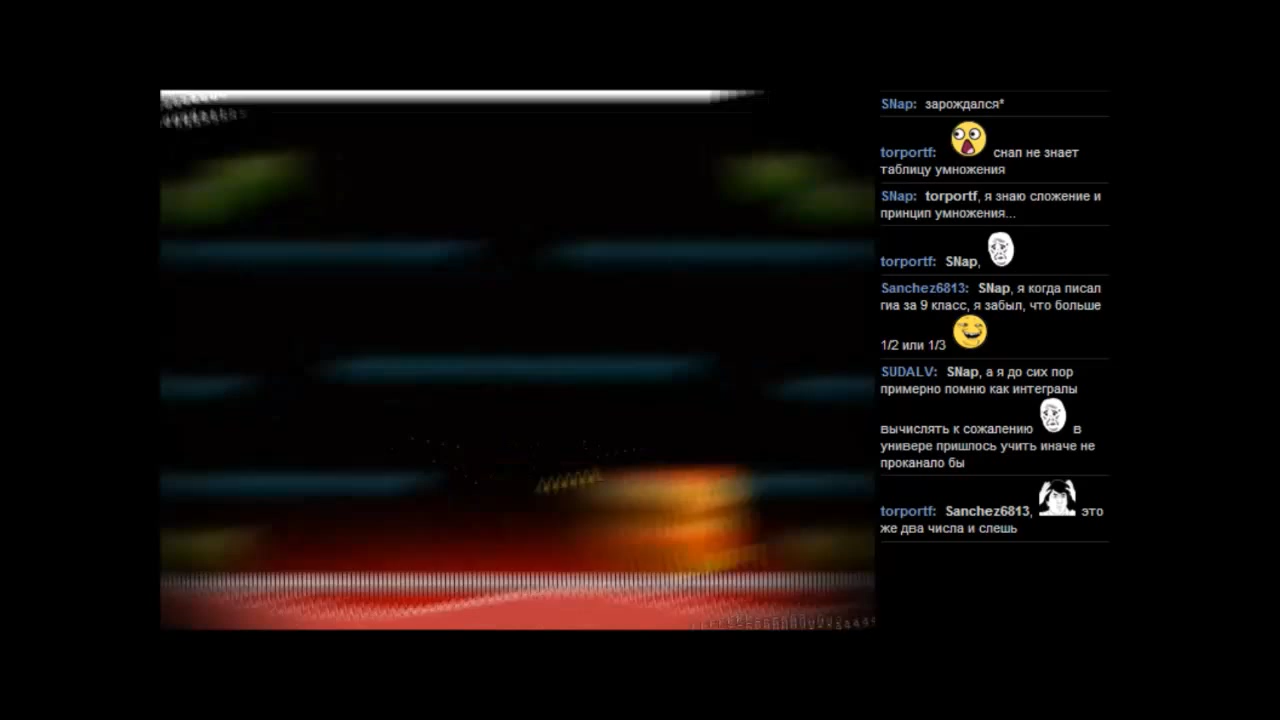 SNap: зарождался*
torportf: снап не знает
таблицу умножения
SNap: torportf, я знаю сложение и
принцип умножения...
torportf: SNap,
Sanchez6813: SNap, я когда писал
гиа за 9 класс, я забыл, что больше
1/2 или 1/3
SUDALV: SNap, а я до сих пор
примерно помню как интегралы
вычислять к сожалению в
универе пришлось учить иначе не
проканало бы
torportf: Sanchez6813, это
же два числа и слешь